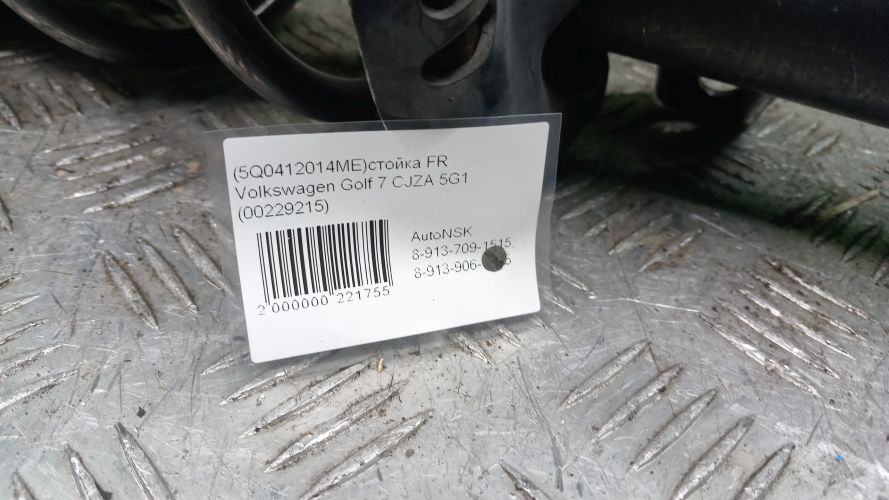 (5Q0412014ME)стойка FR
Volkswagen Golf 7 CJZA 5G1
(00229215)
AutoNSK
8-913-709-1515,
8-913-906-
2 000000 221755